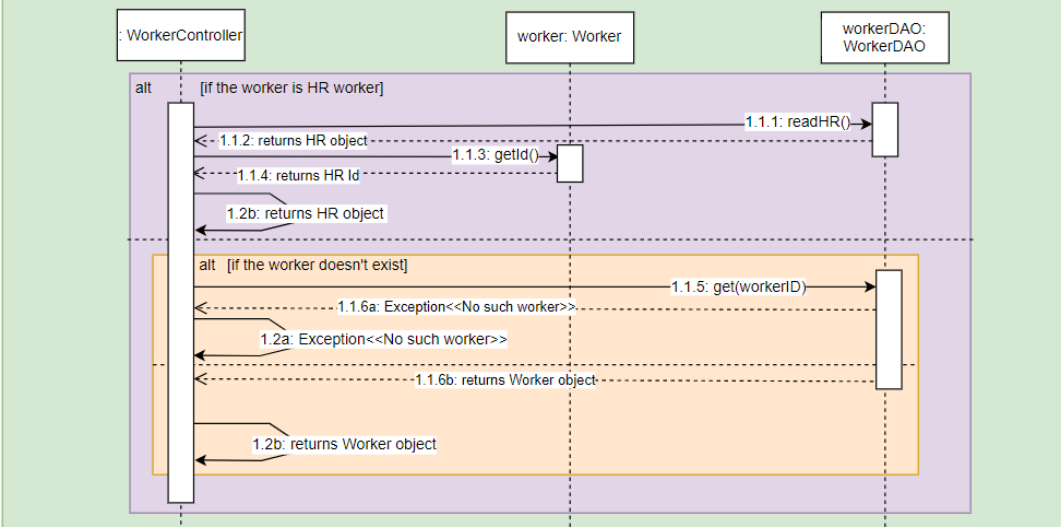 : WorkerController
worker: Worker
workerDAO:
WorkerDAO
alt [if the worker is HR worker]
1.1.1: readHR()
1.1.2: returns HR object
1.1.3: getId()
1.1.4: returns HR Id
1.2b: returns HR object
alt [if the worker doesn't exist]
1.1.5: get(workerID)
1.1.6a: Exception<<No such worker>>
1.2a: Exception<<No such worker>>
1.1.6b: returns Worker object
1.2b: returns Worker object